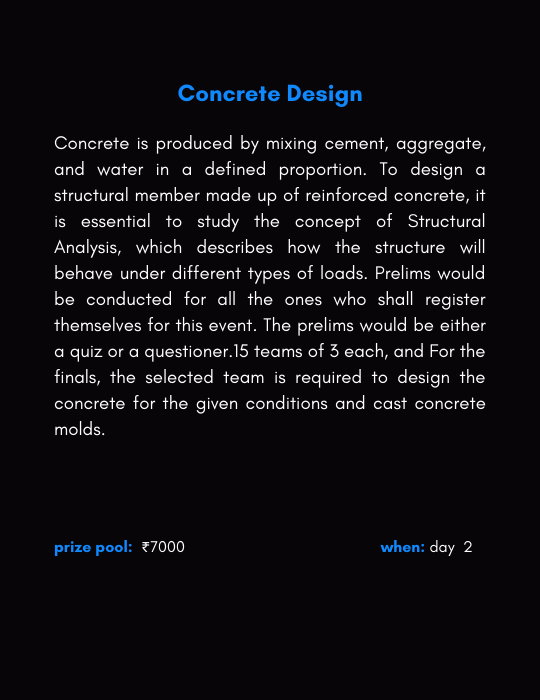 Concrete Design
Concrete is produced by mixing cement, aggregate,
and water in a defined proportion. To design a
structural member made up of reinforced concrete, it
is essential to study the concept of Structural
Analysis, which describes how the structure will
behave under different types of loads. Prelims would
be conducted for all the ones who shall register
themselves for this event. The prelims would be either
a quiz or a questioner.15 teams of 3 each, and For the
finals, the selected team is required to design the
concrete for the given conditions and cast concrete
molds.
prize pool: ₹7000
when: day 2